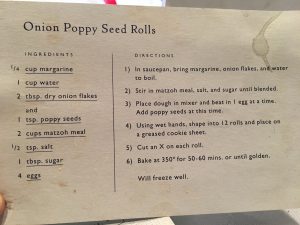 Onion Poppy Seed Rolls
INGREDIENTS
1/4 cup margarine
1 cup water
2 tbsp. dry onion flakes
and
1 tsp. poppy seeds
2 cups matzoh meal
1/2 tsp. salt
1 tbsp. sugar
4 eggs
DIRECTIONS
1) In saucepan, bring margarine, onion flakes, and water
to boil.
2) Stir in matzoh meal, salt, and sugar until blended.
3) Place dough in mixer and beat in 1 egg at a time.
Add poppy seeds at this time.
4) Using wet hands, shape into 12 rolls and place on
a greased cookie sheet.
5) Cut an X on each roll.
6) Bake at 350° for 50-60 mins. or until golden.
Will freeze well.